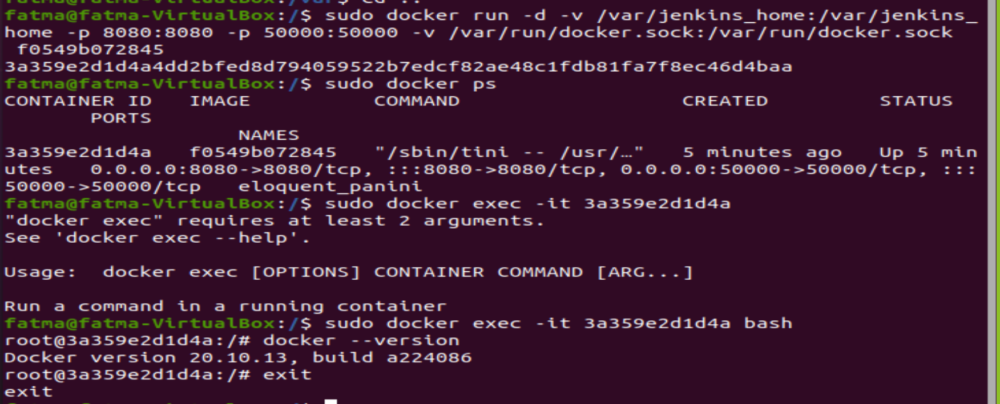 fatma@fatma-VirtualBox:/var$ cd ..
fatma@fatma-VirtualBox:/$ sudo docker run -d -v /var/jenkins_home:/var/jenkins_
home -p 8080:8080 -p 50000:50000 -v /var/run/docker.sock:/var/run/docker.sock
 f0549b072845
3a359e2d1d4a4dd2bfed8d794059522b7edcf82ae48c1fdb81fa7f8ec46d4baa
fatma@fatma-VirtualBox:/$ sudo docker ps
CONTAINER ID   IMAGE          COMMAND                  CREATED         STATUS
       PORTS
                 NAMES
3a359e2d1d4a   f0549b072845   "/sbin/tini -- /usr/…"   5 minutes ago   Up 5 min
utes   0.0.0.0:8080->8080/tcp, :::8080->8080/tcp, 0.0.0.0:50000->50000/tcp, :::
50000->50000/tcp   eloquent_panini
fatma@fatma-VirtualBox:/$ sudo docker exec -it 3a359e2d1d4a
"docker exec" requires at least 2 arguments.
See 'docker exec --help'.
Usage:  docker exec [OPTIONS] CONTAINER COMMAND [ARG...]
Run a command in a running container
fatma@fatma-VirtualBox:/$ sudo docker exec -it 3a359e2d1d4a bash
root@3a359e2d1d4a:/# docker --version
Docker version 20.10.13, build a224086
root@3a359e2d1d4a:/# exit
exit